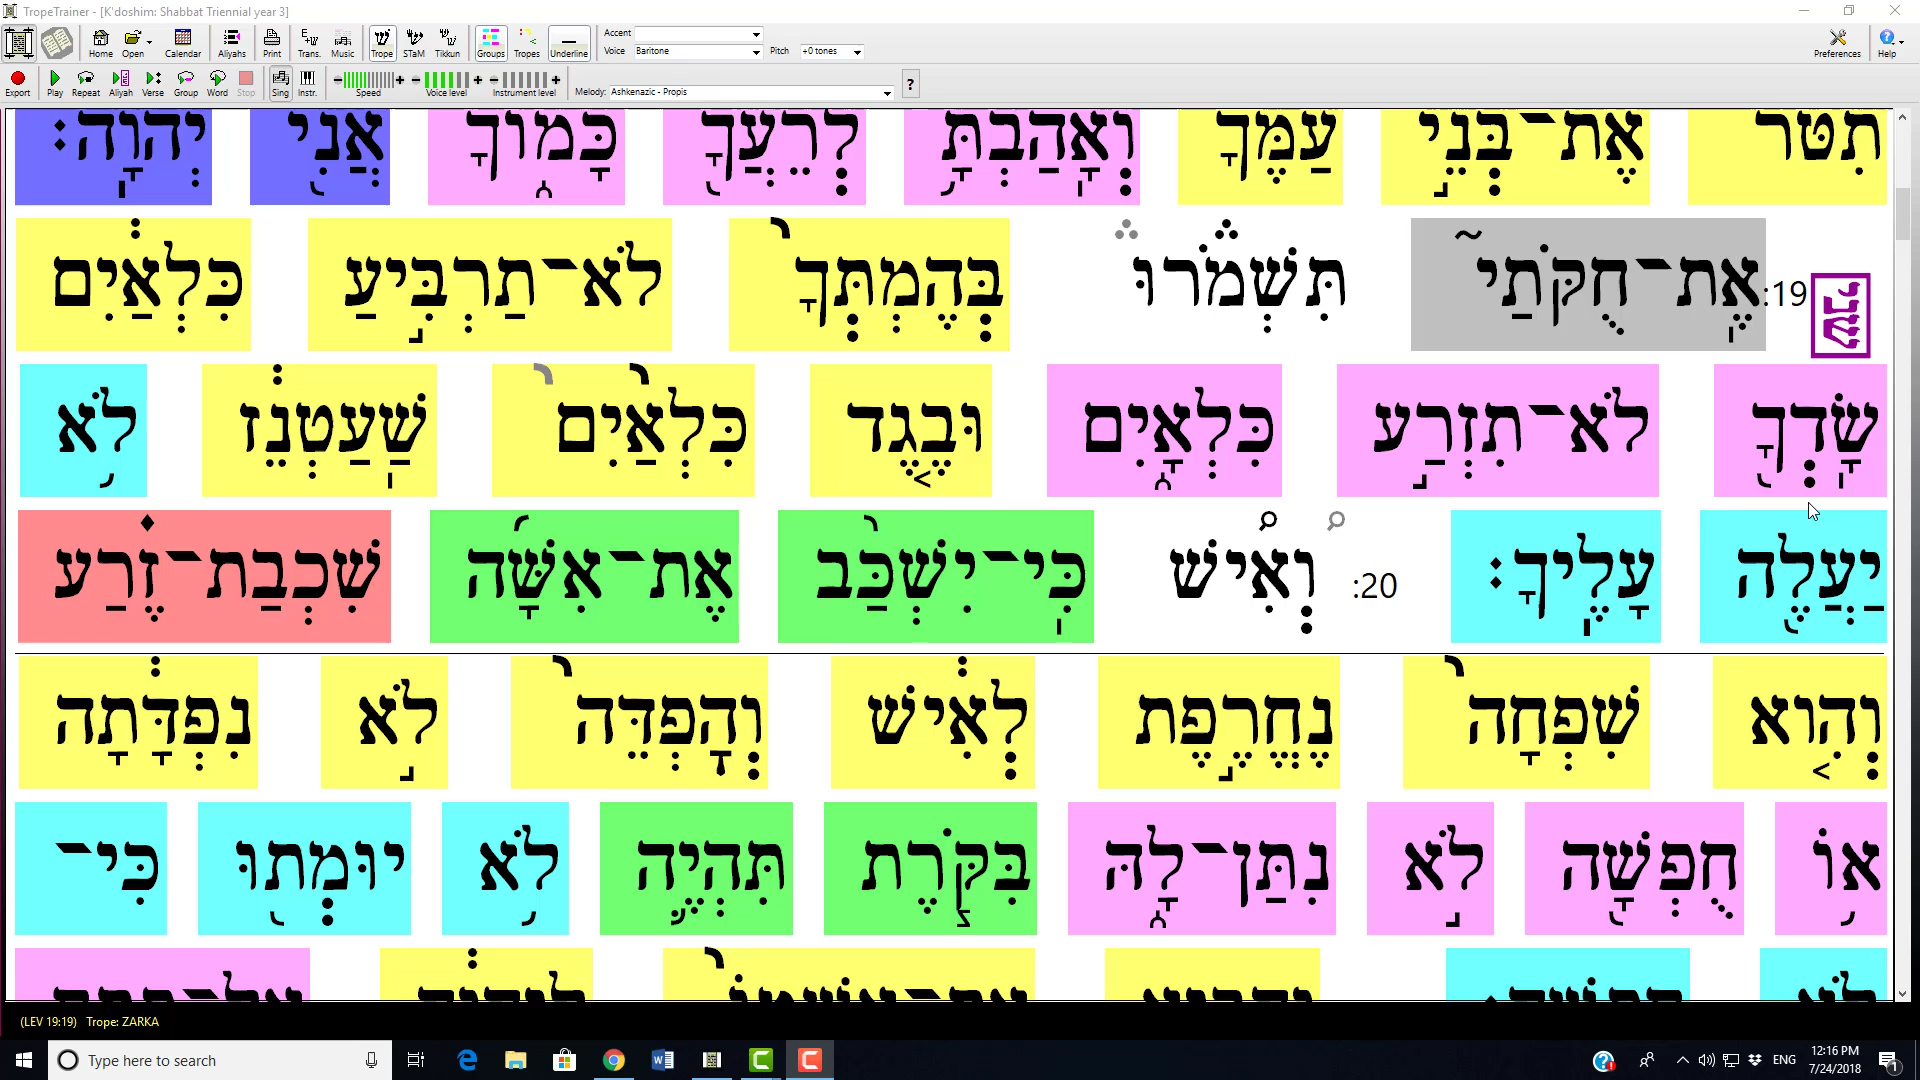 TropeTrainer - [K'doshim: Shabbat Triennial year 3]
Home Open Calendar Aliyahs Print Trans. Music Trope STaM Tikkun Groups Tropes Underline Accent Voice Baritone Pitch +0 tones Preferences Help
Export Play Repeat Aliyah Verse Group Word Stop Sing Instr. Speed Voice level Instrument level Melody: Ashkenazic - Propis ?
תִטֹּר אֶת־בְּנֵי עַמֶּךָ וְאָהַבְתָּ לְרֵעֲךָ כָּמוֹךָ אֲנִי יְהוָה׃
שני 19: אֶת־חֻקֹּתַי תִּשְׁמֹרוּ בְּהֶמְתְּךָ לֹא־תַרְבִּיעַ כִּלְאַיִם
שָׂדְךָ לֹא־תִזְרַע כִּלְאָיִם וּבֶגֶד כִּלְאַיִם שַׁעַטְנֵז לֹא
יַעֲלֶה עָלֶיךָ׃ 20: וְאִישׁ כִּי־יִשְׁכַּב אֶת־אִשָּׁה שִׁכְבַת־זֶרַע
וְהִוא שִׁפְחָה נֶחֱרֶפֶת לְאִישׁ וְהָפְדֵּה לֹא נִפְדָּתָה
אוֹ חֻפְשָׁה לֹא נִתַּן־לָהּ בִּקֹּרֶת תִּהְיֶה לֹא יוּמְתוּ כִּי־
(LEV 19:19) Trope: ZARKA
Type here to search
ENG
12:16 PM
7/24/2018
1